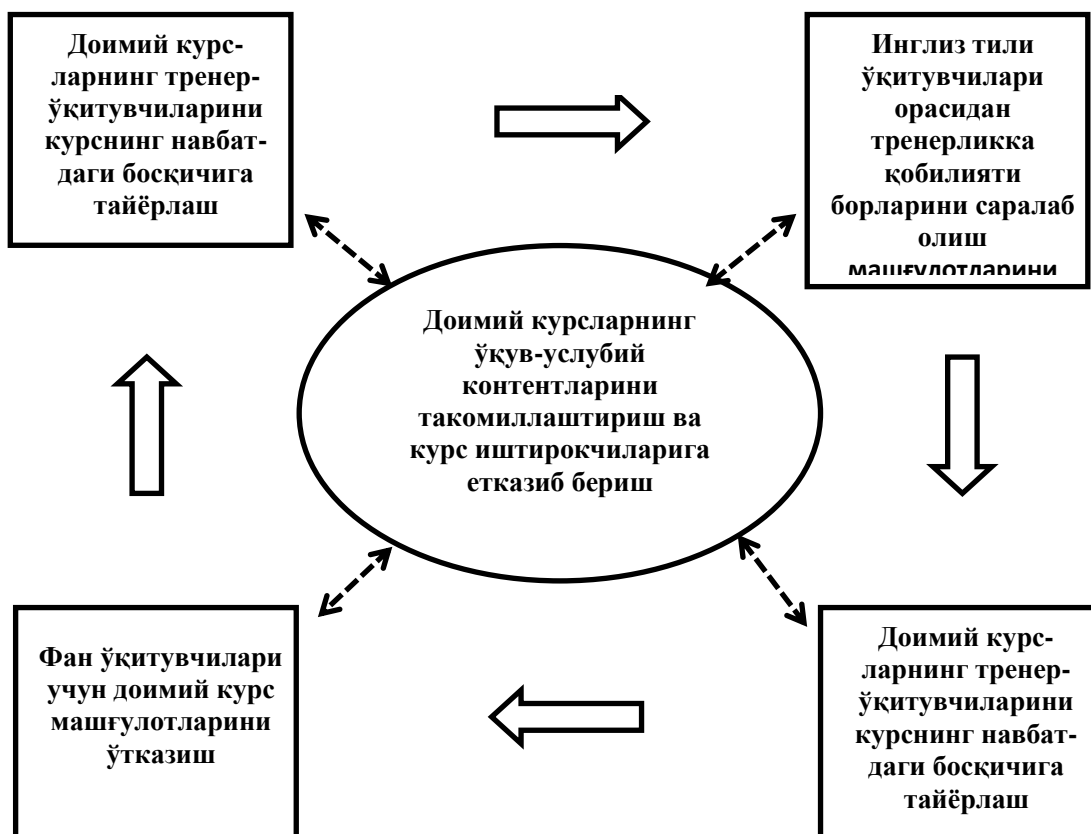 Доимий курс-
ларнинг тренер-
ўқитувчиларини
курснинг навбат-
даги босқичига
тайёрлаш
Инглиз тили
ўқитувчилари
орасидан
тренерликка
қобилияти
борларини саралаб
олиш
машғулотларини
Доимий курсларнинг
ўқув-услубий
контентларини
такомиллаштириш ва
курс иштирокчиларига
етказиб бериш
Фан ўқитувчилари
учун доимий курс
машғулотларини
ўтказиш
Доимий курс-
ларнинг тренер-
ўқитувчиларини
курснинг навбат-
даги босқичига
тайёрлаш